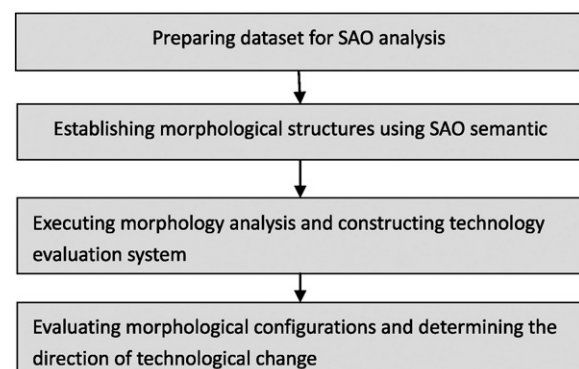 Preparing dataset for SAO analysis
Establishing morphological structures using SAO semantic
Executing morphology analysis and constructing technology
evaluation system
Evaluating morphological configurations and determining the
direction of technological change